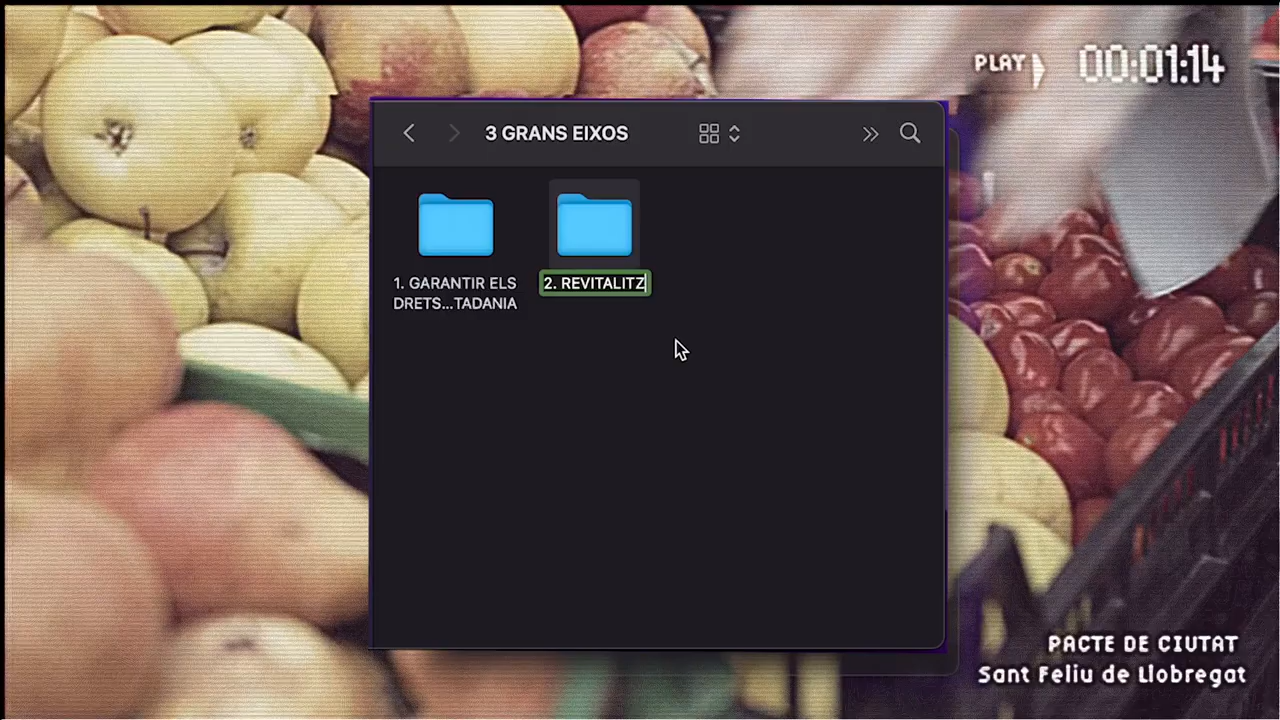 PLAY 00:01:14
3 GRANS EIXOS
1. GARANTIR ELS
DRETS...TADANIA
2. REVITALITZ
PACTE DE CIUTAT
Sant Feliu de Llobregat